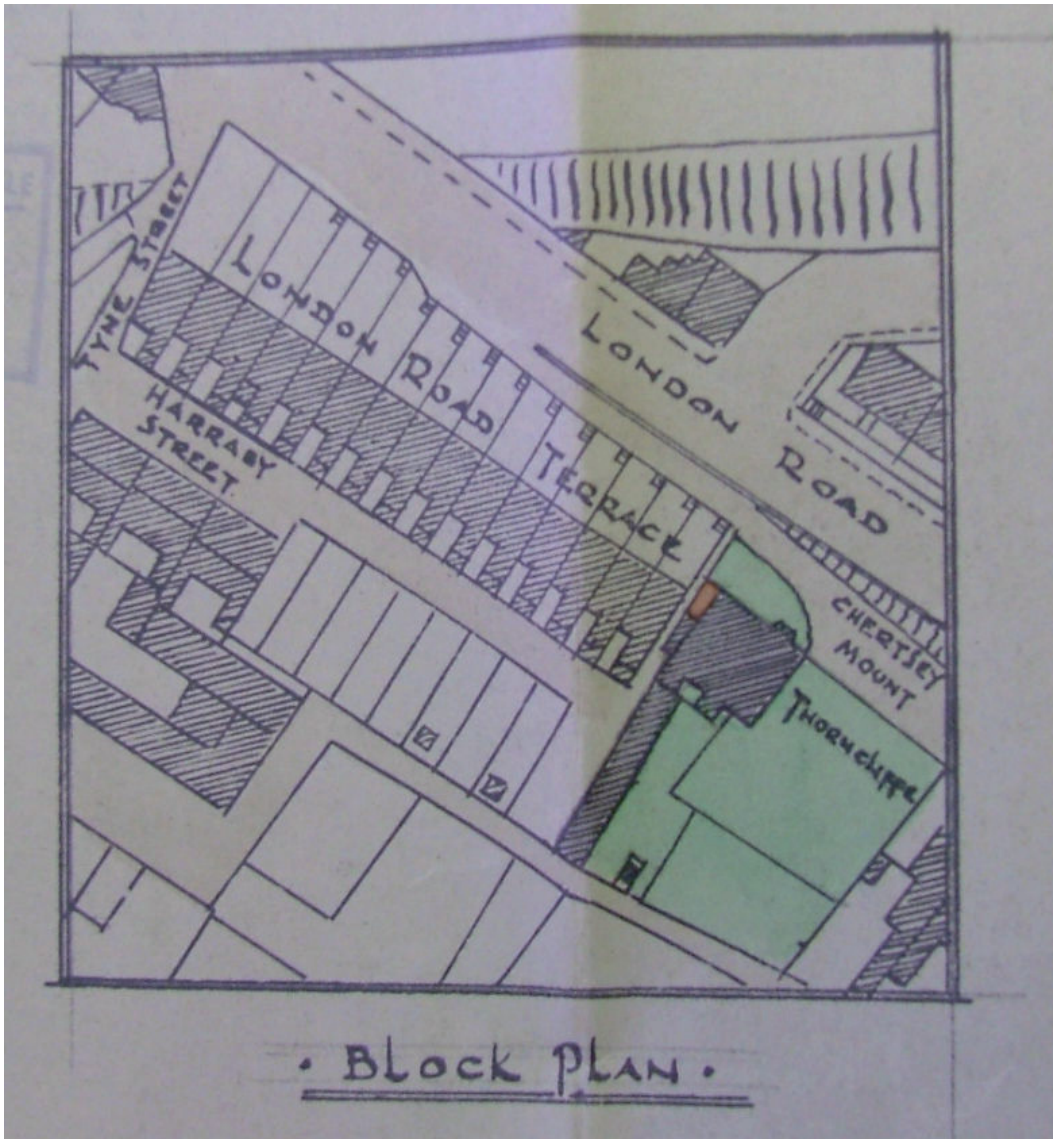 TYNE STREET
LONDON ROAD TERRACE
LONDON ROAD
HARRABY
STREET.
CHERTSEY
MOUNT
THORNCLIFFE
· BLOCK PLAN ·